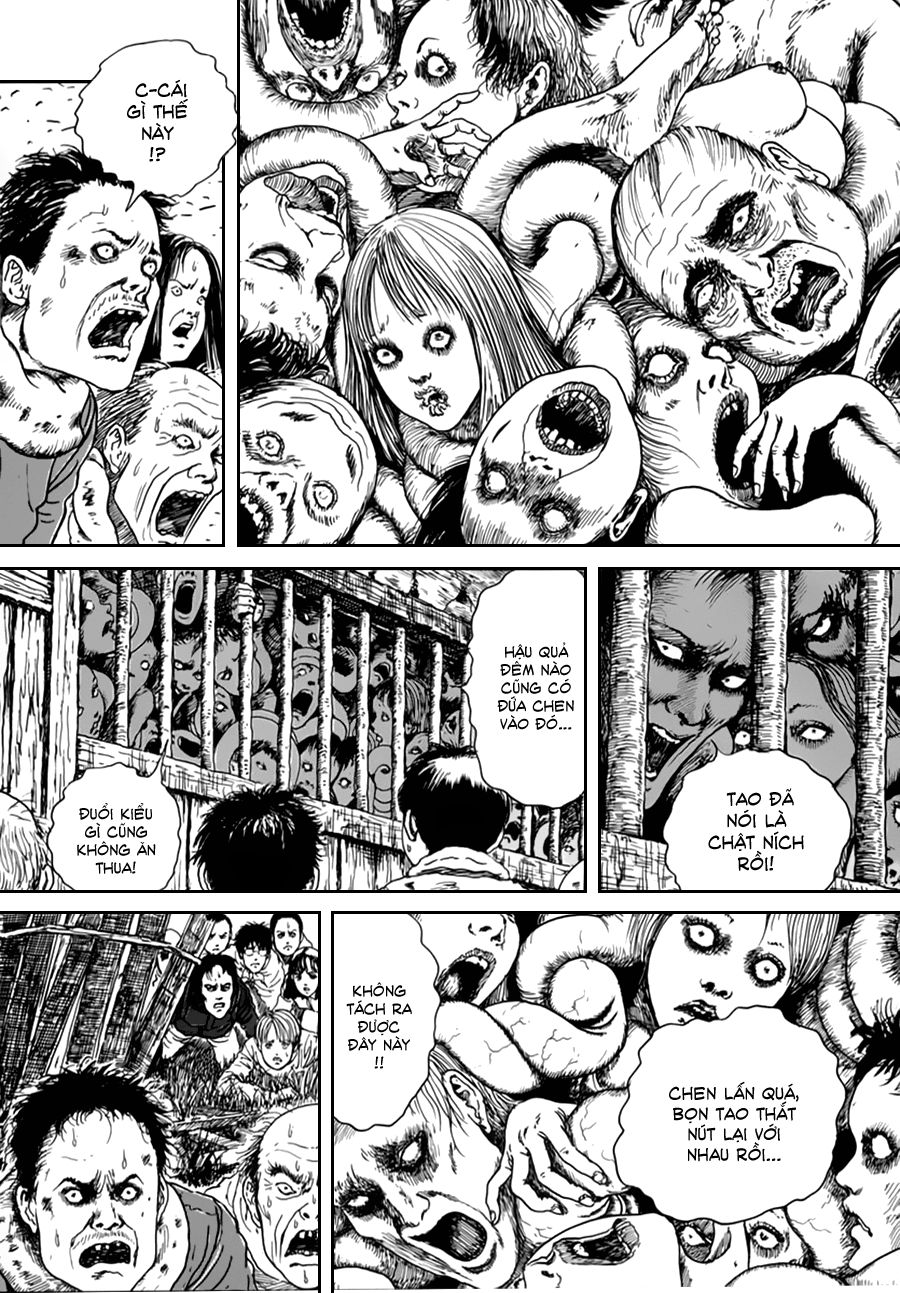 C-CÁI
GÌ THẾ
NÀY
!?
TAO ĐÃ
NÓI LÀ
CHẬT NÍCH
RỒI!
HẬU QUẢ
ĐÊM NÀO
CŨNG CÓ
ĐỨA CHEN
VÀO ĐÓ...
ĐUỔI KIỂU
GÌ CŨNG
KHÔNG ĂN
THUA!
CHEN LẤN QUÁ,
BỌN TAO THẮT
NÚT LẠI VỚI
NHAU RỒI...
KHÔNG
TÁCH RA
ĐƯỢC
ĐÂY NÀY
!!